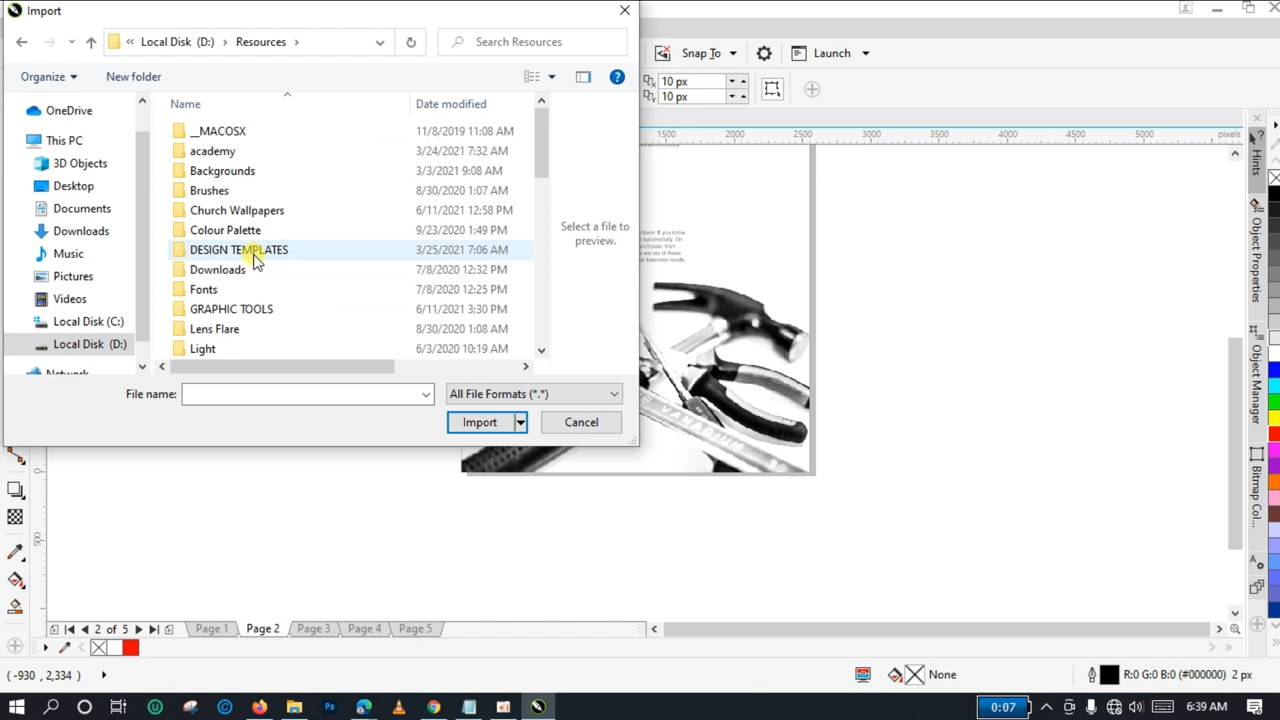 Import
Local Disk (D:) Resources
Search Resources
Organize
New folder
Snap To
Launch
10 px
10 px
Name
Date modified
OneDrive
This PC
3D Objects
Desktop
Documents
Downloads
Music
Pictures
Videos
Local Disk (C:)
Local Disk (D:)
__MACOSX 11/8/2019 11:08 AM
academy 3/24/2021 7:32 AM
Backgrounds 3/3/2021 9:08 AM
Brushes 8/30/2020 1:07 AM
Church Wallpapers 6/11/2021 12:58 PM
Colour Palette 9/23/2020 1:49 PM
DESIGN TEMPLATES 3/25/2021 7:06 AM
Downloads 7/8/2020 12:32 PM
Fonts 7/8/2020 12:25 PM
GRAPHIC TOOLS 6/11/2021 3:30 PM
Lens Flare 8/30/2020 1:08 AM
Light 6/3/2020 10:19 AM
Select a file to
preview.
File name:
All File Formats (*.*)
Import
Cancel
1500 2000 2500 3000 3500 4000 4500 5000 pixels
Hints
Object Properties
Object Manager
Bitmap Col...
VANADIUM
2 of 5
Page 1
Page 2
Page 3
Page 4
Page 5
( -930 , 2,334 )
None
R:0 G:0 B:0 (#000000) 2 px
0:07
6:39 AM